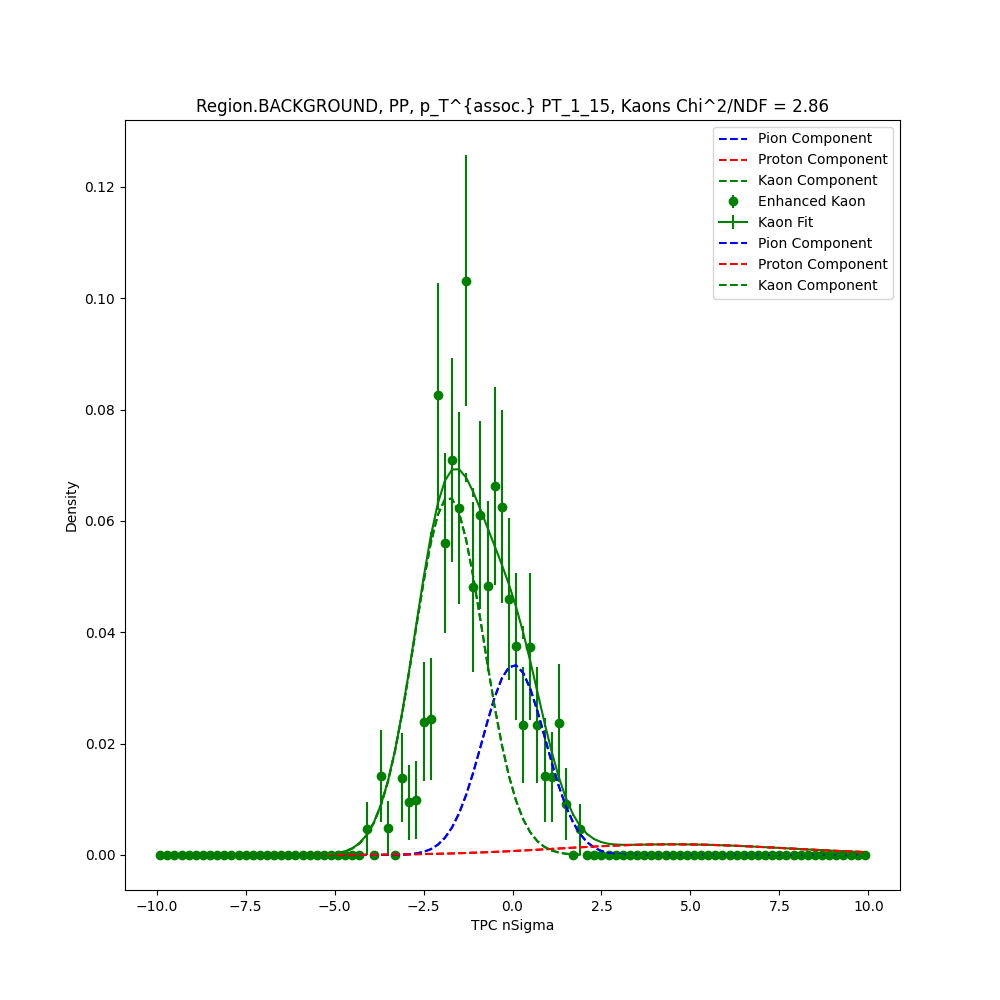 Region.BACKGROUND, PP, p_T^{assoc.} PT_1_15, Kaons Chi^2/NDF = 2.86
Pion Component
Proton Component
Kaon Component
Enhanced Kaon
Kaon Fit
Pion Component
Proton Component
Kaon Component
0.12
0.10
0.08
0.06
0.04
0.02
0.00
Density
−10.0 −7.5 −5.0 −2.5 0.0 2.5 5.0 7.5 10.0
TPC nSigma